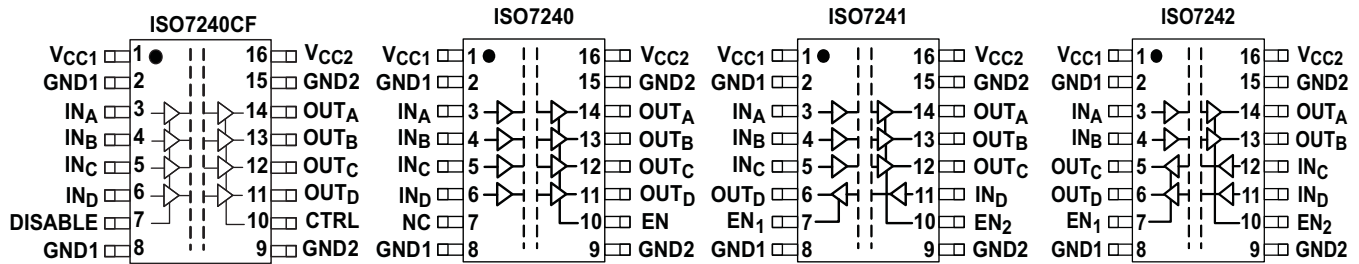 ISO7240CF
VCC1 1 16 VCC2
GND1 2 15 GND2
INA 3 14 OUTA
INB 4 13 OUTB
INC 5 12 OUTC
IND 6 11 OUTD
DISABLE 7 10 CTRL
GND1 8 9 GND2
ISO7240
VCC1 1 16 VCC2
GND1 2 15 GND2
INA 3 14 OUTA
INB 4 13 OUTB
INC 5 12 OUTC
IND 6 11 OUTD
NC 7 10 EN
GND1 8 9 GND2
ISO7241
VCC1 1 16 VCC2
GND1 2 15 GND2
INA 3 14 OUTA
INB 4 13 OUTB
INC 5 12 OUTC
OUTD 6 11 IND
EN1 7 10 EN2
GND1 8 9 GND2
ISO7242
VCC1 1 16 VCC2
GND1 2 15 GND2
INA 3 14 OUTA
INB 4 13 OUTB
OUTC 5 12 INC
OUTD 6 11 IND
EN1 7 10 EN2
GND1 8 9 GND2